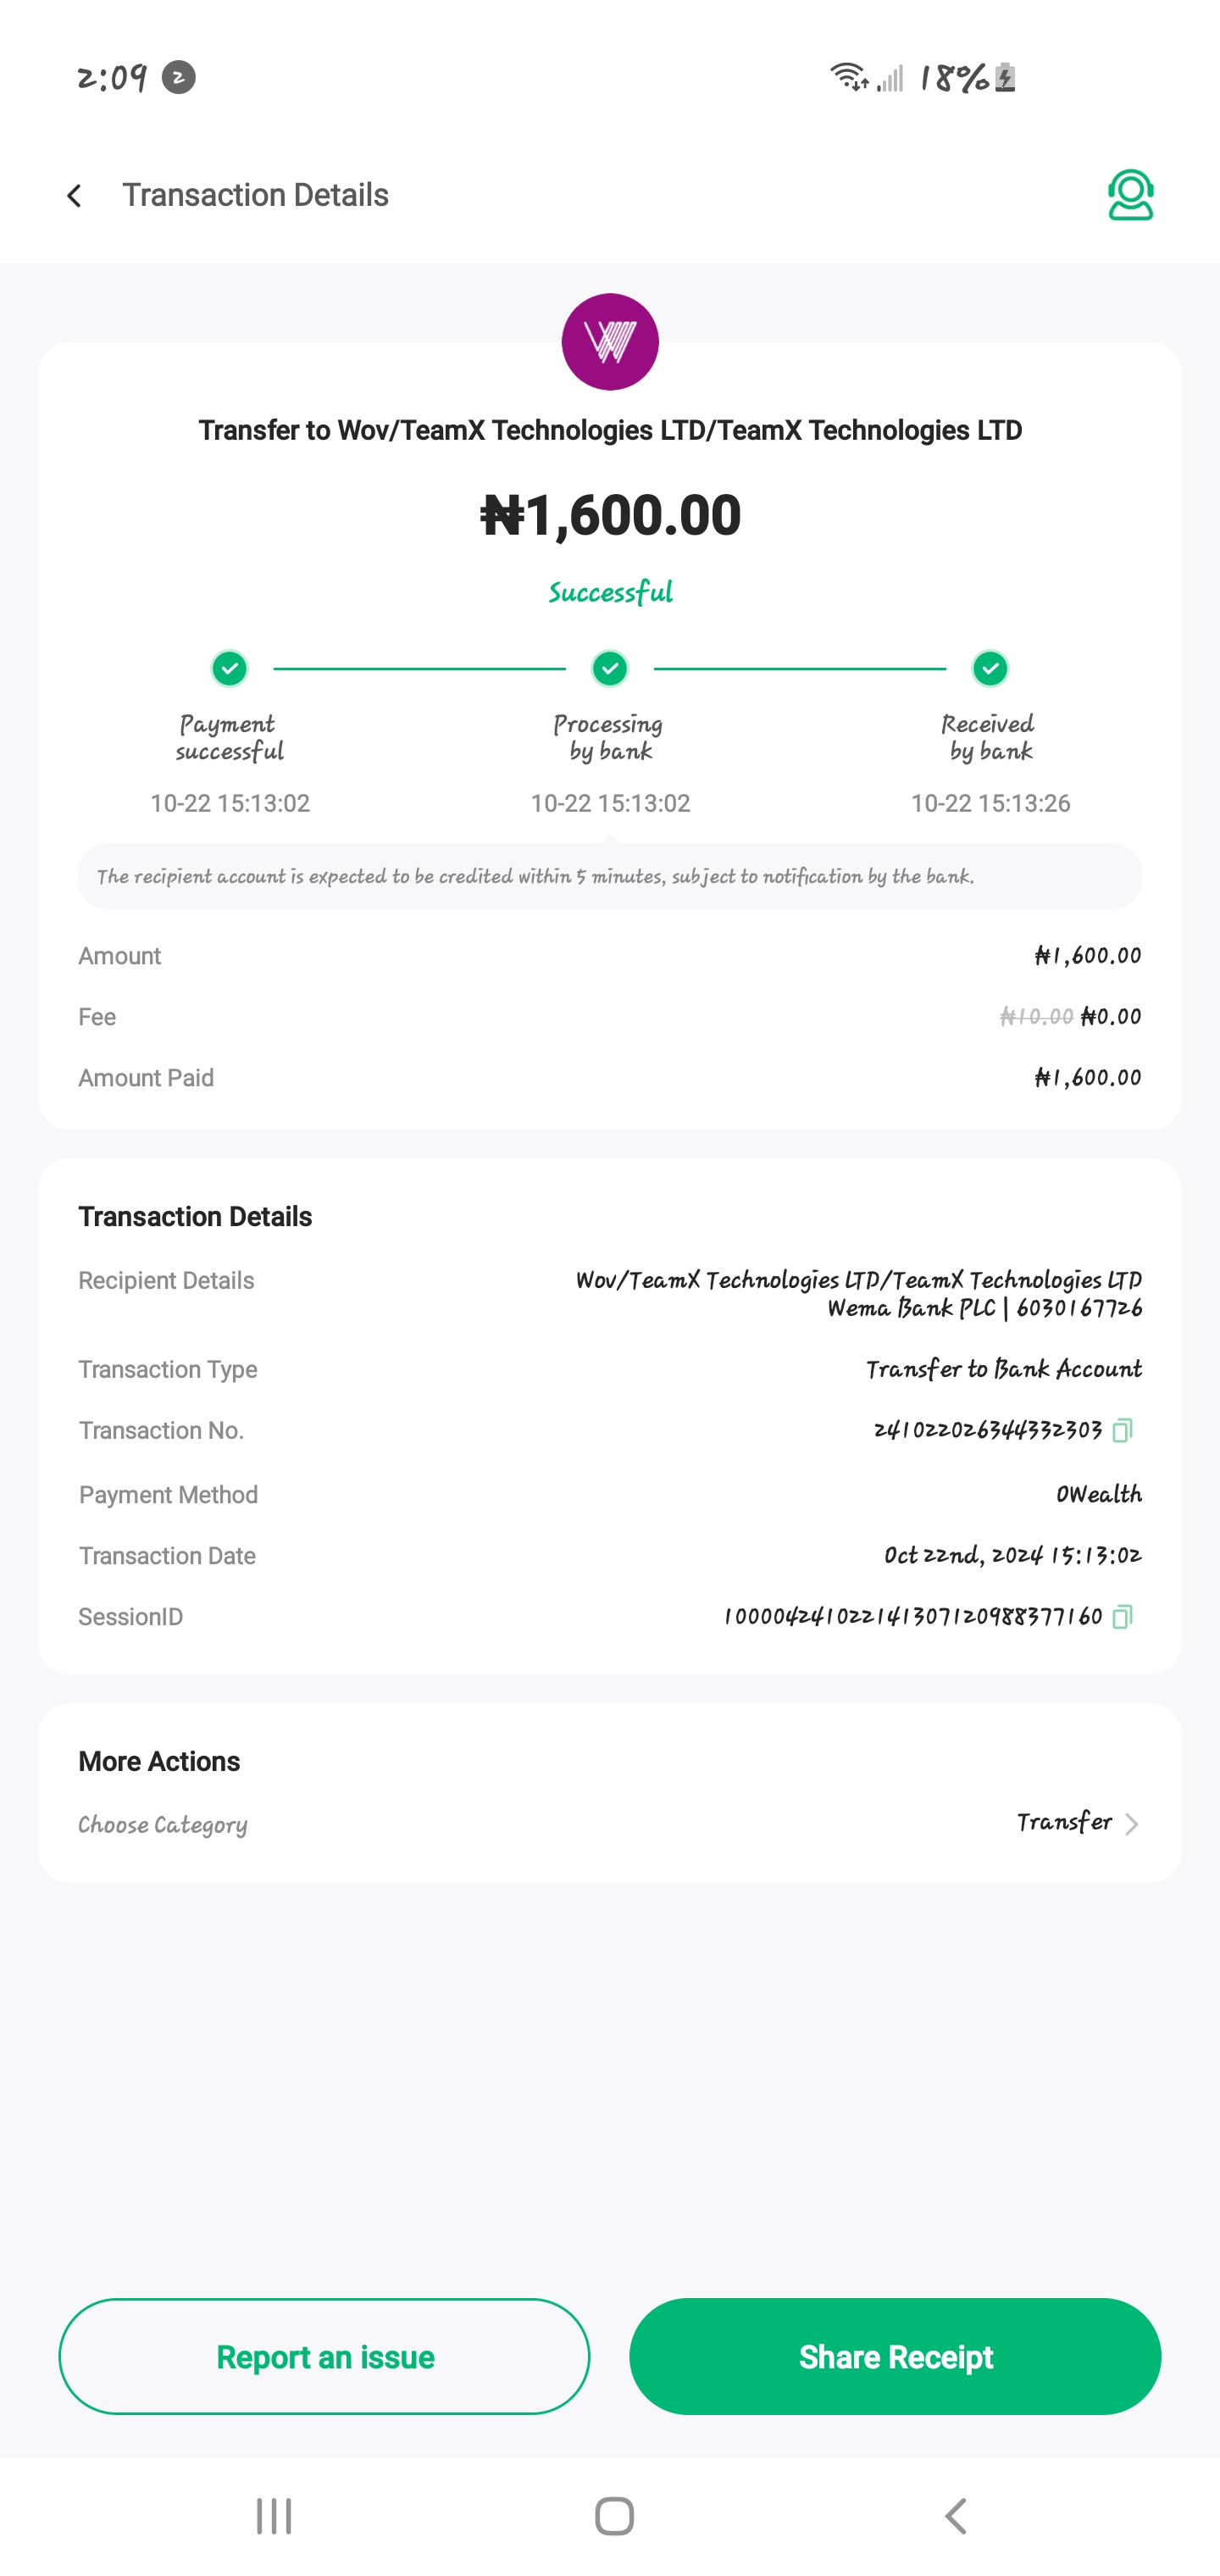 2:09 2 18%
Transaction Details
Transfer to Wov/TeamX Technologies LTD/TeamX Technologies LTD
₦1,600.00
Successful
Payment successful
Processing by bank
Received by bank
10-22 15:13:02
10-22 15:13:02
10-22 15:13:26
The recipient account is expected to be credited within 5 minutes, subject to notification by the bank.
Amount ₦1,600.00
Fee ₦10.00 ₦0.00
Amount Paid ₦1,600.00
Transaction Details
Recipient Details Wov/TeamX Technologies LTD/TeamX Technologies LTD
Wema Bank PLC | 6030167726
Transaction Type Transfer to Bank Account
Transaction No. 241022026344332303
Payment Method OWealth
Transaction Date Oct 22nd, 2024 15:13:02
SessionID 100004241022141307120988377160
More Actions
Choose Category Transfer
Report an issue
Share Receipt